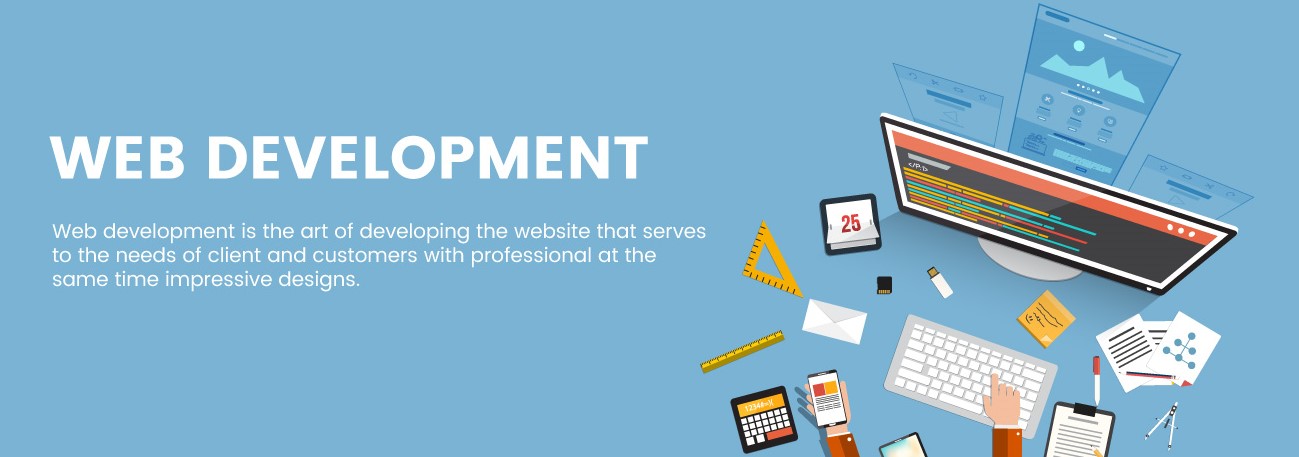 WEB DEVELOPMENT
Web development is the art of developing the website that serves
to the needs of client and customers with professional at the
same time impressive designs.
25